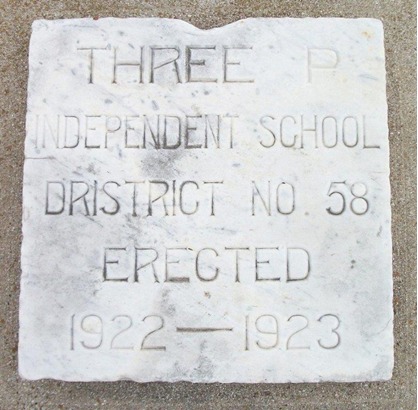 THREE P
INDEPENDENT SCHOOL
DRISTRICT NO. 58
ERECTED
1922—1923